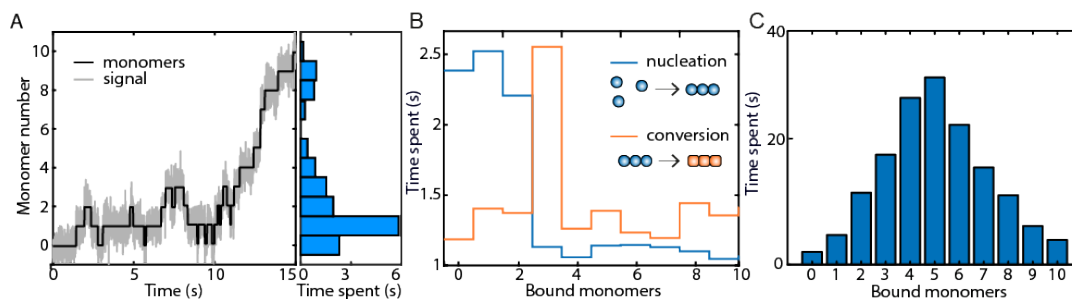 A
monomers
signal
Monomer number
10
8
6
4
2
0
0
5
10
15
Time (s)
0
3
6
Time spent (s)
B
nucleation
conversion
Time spent (s)
2.5
2
1.5
1
0
2
4
6
8
10
Bound monomers
C
Time spent (s)
40
20
0
0 1 2 3 4 5 6 7 8 9 10
Bound monomers